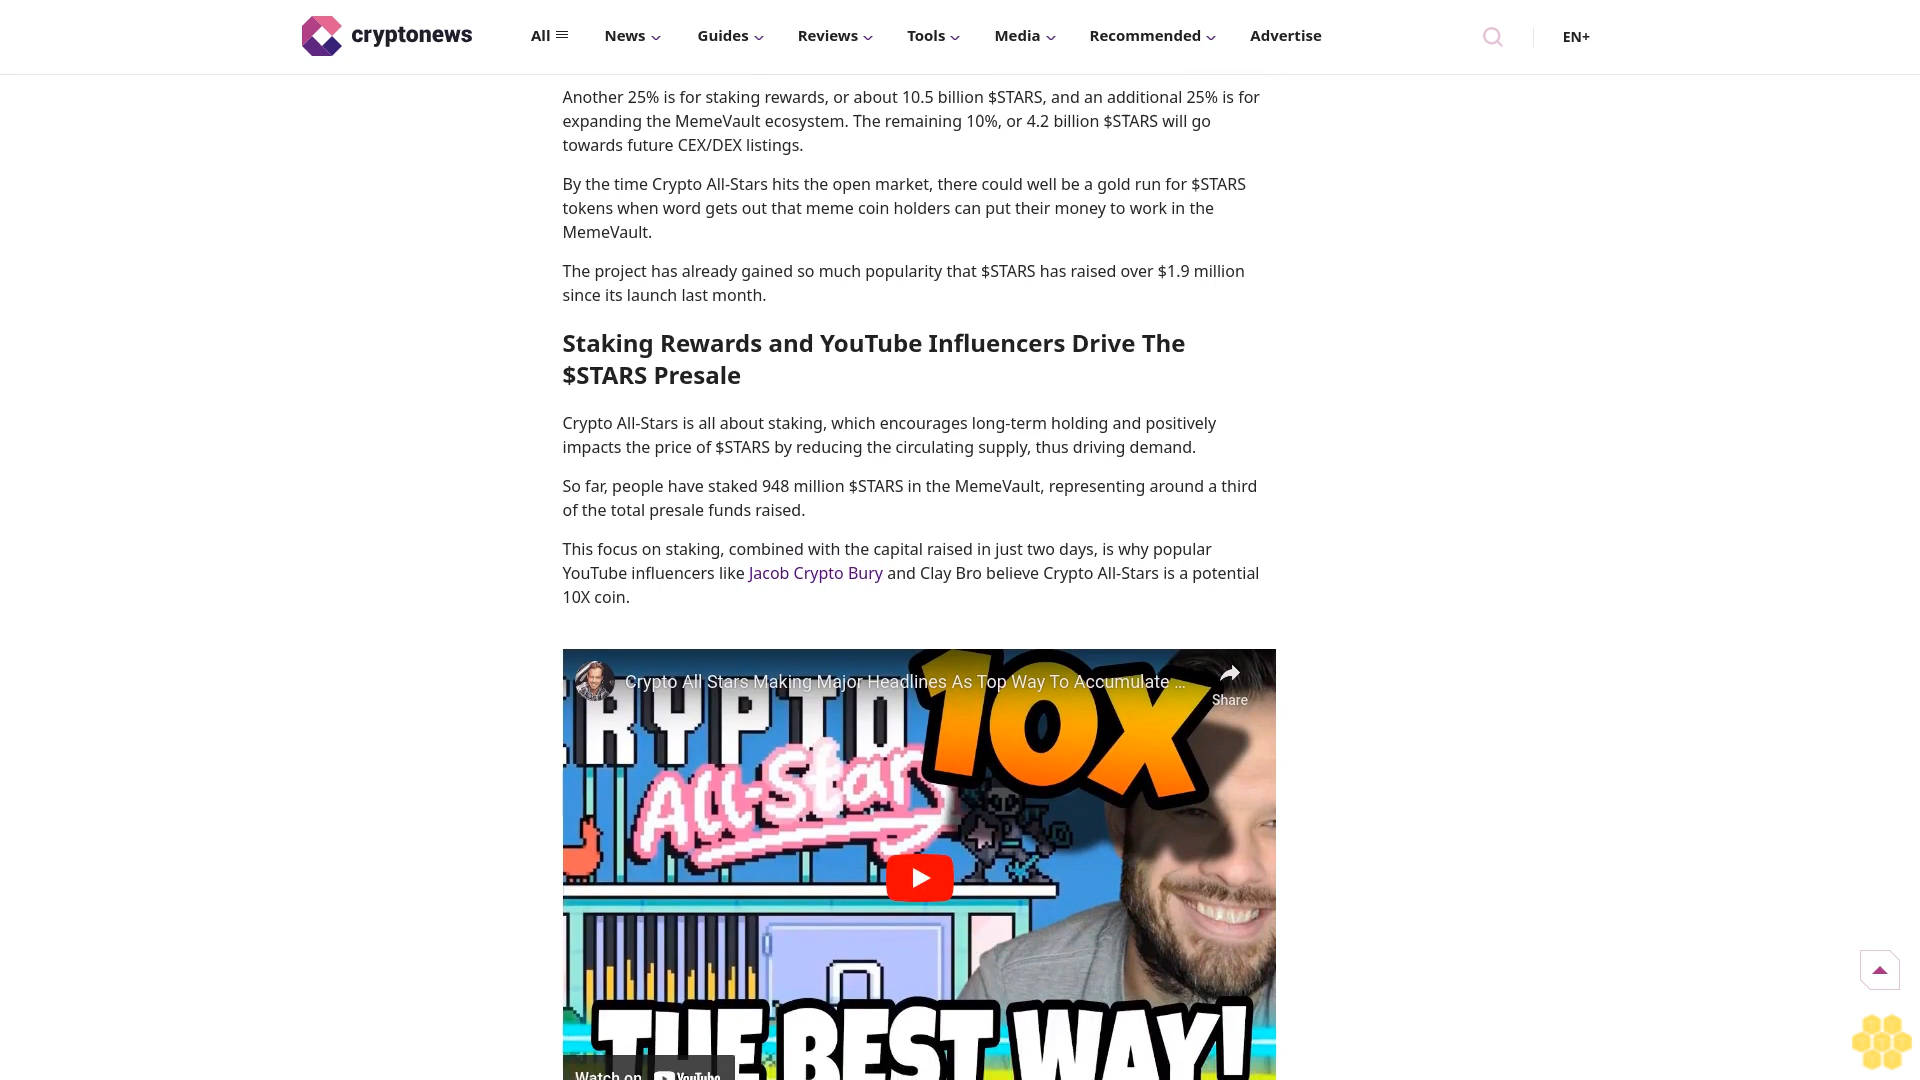 cryptonews
All
News
Guides
Reviews
Tools
Media
Recommended
Advertise
EN+
Another 25% is for staking rewards, or about 10.5 billion $STARS, and an additional 25% is for
expanding the MemeVault ecosystem. The remaining 10%, or 4.2 billion $STARS will go
towards future CEX/DEX listings.
By the time Crypto All-Stars hits the open market, there could well be a gold run for $STARS
tokens when word gets out that meme coin holders can put their money to work in the
MemeVault.
The project has already gained so much popularity that $STARS has raised over $1.9 million
since its launch last month.
Staking Rewards and YouTube Influencers Drive The
$STARS Presale
Crypto All-Stars is all about staking, which encourages long-term holding and positively
impacts the price of $STARS by reducing the circulating supply, thus driving demand.
So far, people have staked 948 million $STARS in the MemeVault, representing around a third
of the total presale funds raised.
This focus on staking, combined with the capital raised in just two days, is why popular
YouTube influencers like Jacob Crypto Bury and Clay Bro believe Crypto All-Stars is a potential
10X coin.
Crypto All Stars Making Major Headlines As Top Way To Accumulate ...
Share
10X
CRYPTO
All-Stars
THE BEST WAY!
Watch on YouTube